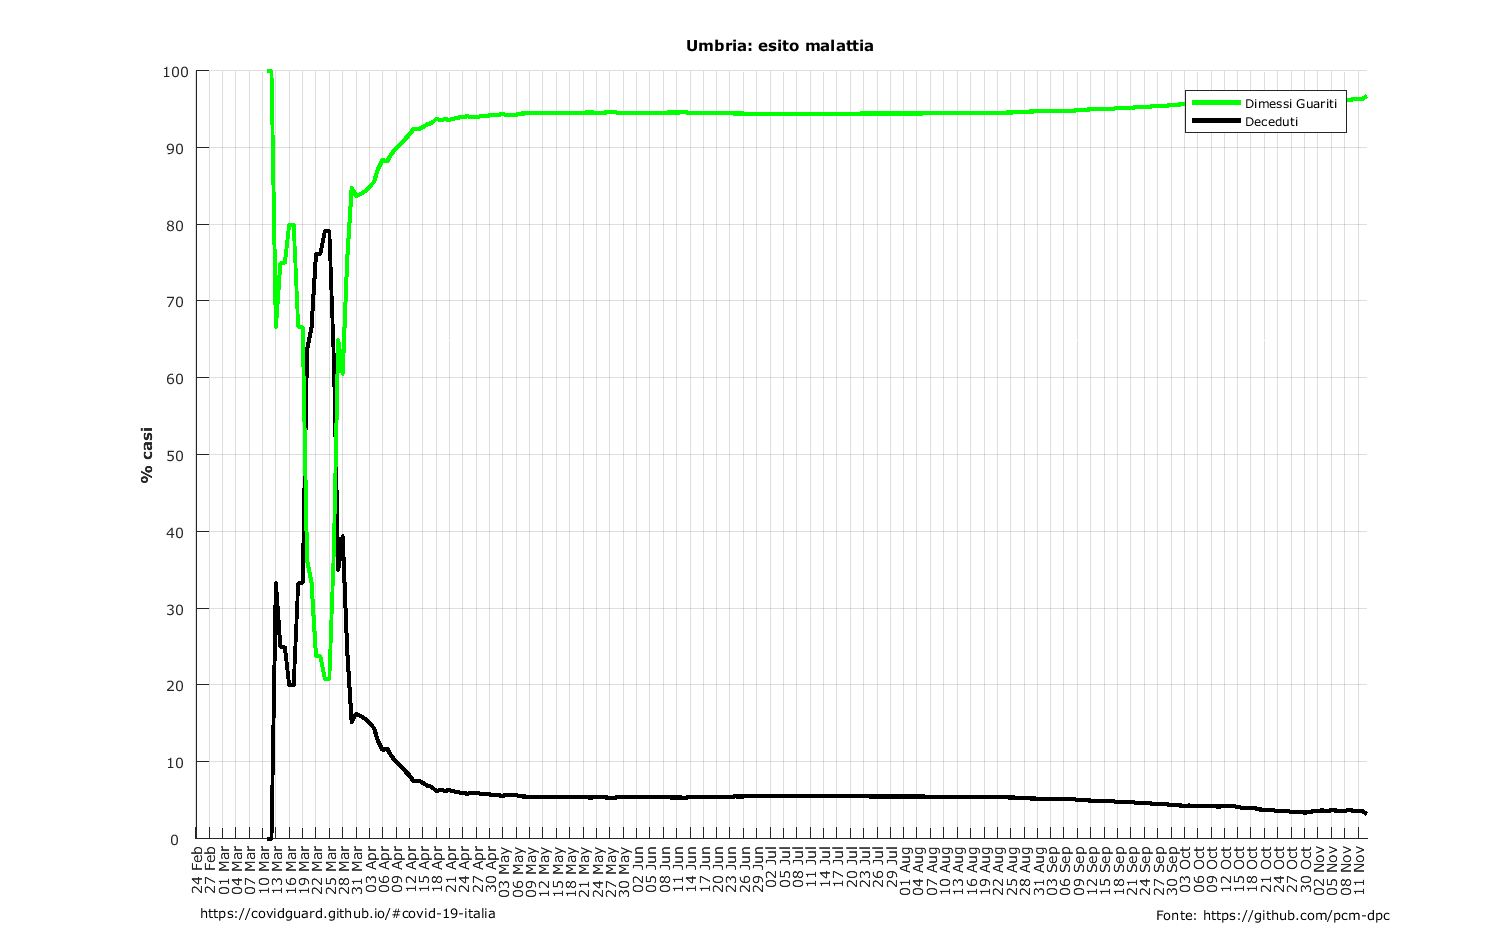 Umbria: esito malattia
100
90
80
70
60
50
40
30
20
10
0
% casi
Dimessi Guariti
Deceduti
24 Feb
27 Feb
01 Mar
04 Mar
07 Mar
10 Mar
13 Mar
16 Mar
19 Mar
22 Mar
25 Mar
28 Mar
31 Mar
03 Apr
06 Apr
09 Apr
12 Apr
15 Apr
18 Apr
21 Apr
24 Apr
27 Apr
30 Apr
03 May
06 May
09 May
12 May
15 May
18 May
21 May
24 May
27 May
30 May
02 Jun
05 Jun
08 Jun
11 Jun
14 Jun
17 Jun
20 Jun
23 Jun
26 Jun
29 Jun
02 Jul
05 Jul
08 Jul
11 Jul
14 Jul
17 Jul
20 Jul
23 Jul
26 Jul
29 Jul
01 Aug
04 Aug
07 Aug
10 Aug
13 Aug
16 Aug
19 Aug
22 Aug
25 Aug
28 Aug
31 Aug
03 Sep
06 Sep
09 Sep
12 Sep
15 Sep
18 Sep
21 Sep
24 Sep
27 Sep
30 Sep
03 Oct
06 Oct
09 Oct
12 Oct
15 Oct
18 Oct
21 Oct
24 Oct
27 Oct
30 Oct
02 Nov
05 Nov
08 Nov
11 Nov
https://covidguard.github.io/#covid-19-italia
Fonte: https://github.com/pcm-dpc